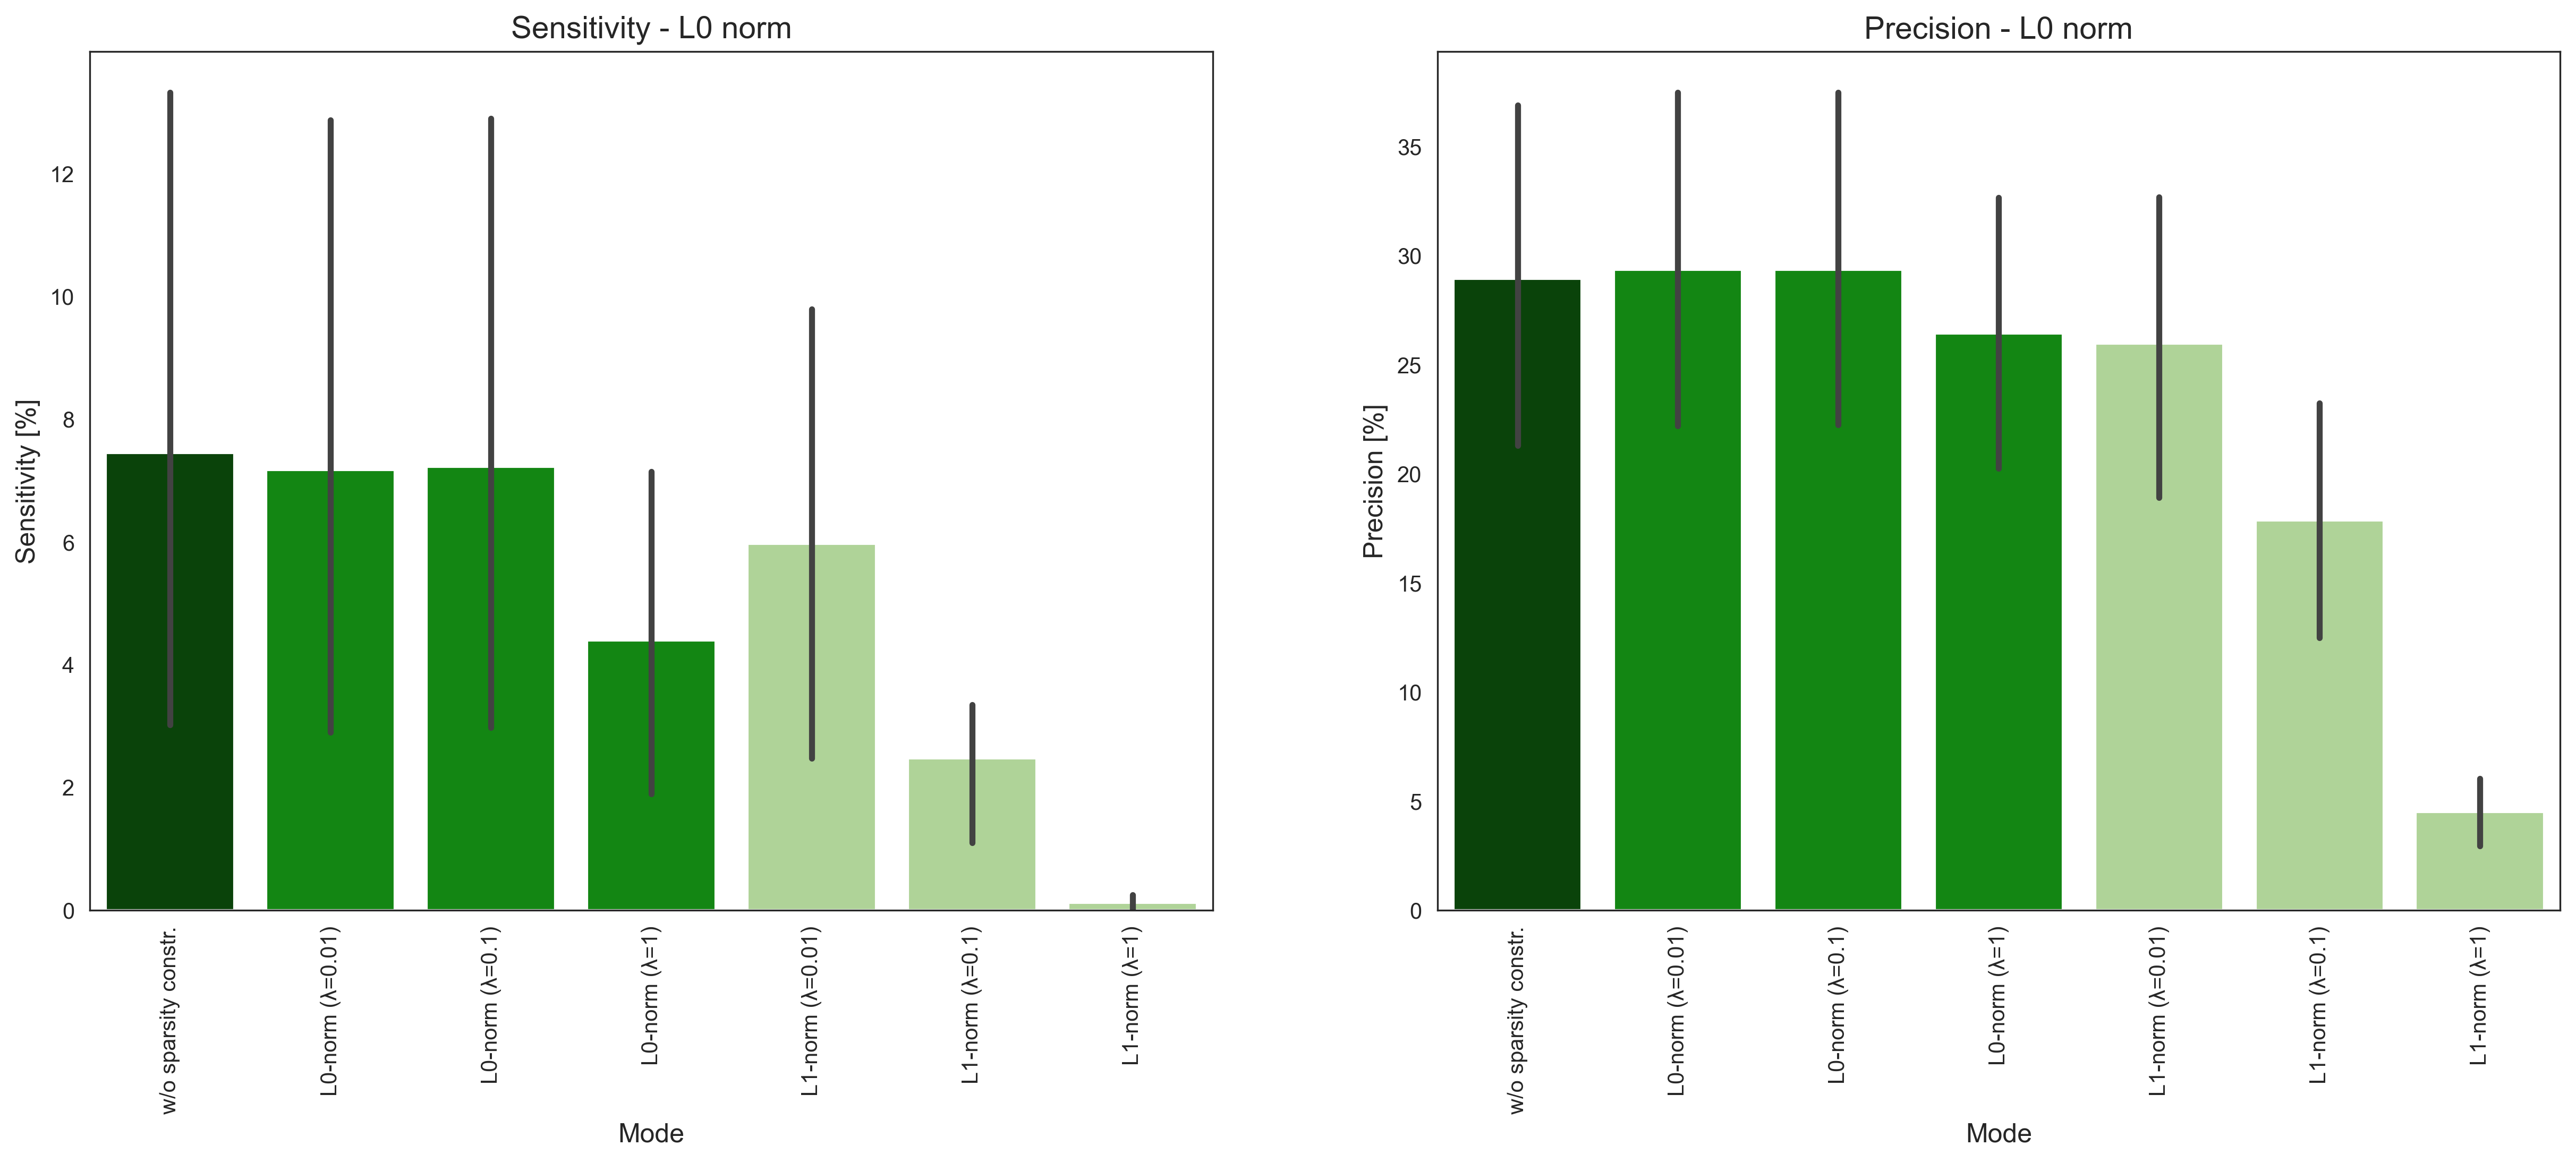 Sensitivity - L0 norm
Sensitivity [%]
12
10
8
6
4
2
0
w/o sparsity constr.
L0-norm (λ=0.01)
L0-norm (λ=0.1)
L0-norm (λ=1)
L1-norm (λ=0.01)
L1-norm (λ=0.1)
L1-norm (λ=1)
Mode
Precision - L0 norm
Precision [%]
35
30
25
20
15
10
5
0
w/o sparsity constr.
L0-norm (λ=0.01)
L0-norm (λ=0.1)
L0-norm (λ=1)
L1-norm (λ=0.01)
L1-norm (λ=0.1)
L1-norm (λ=1)
Mode